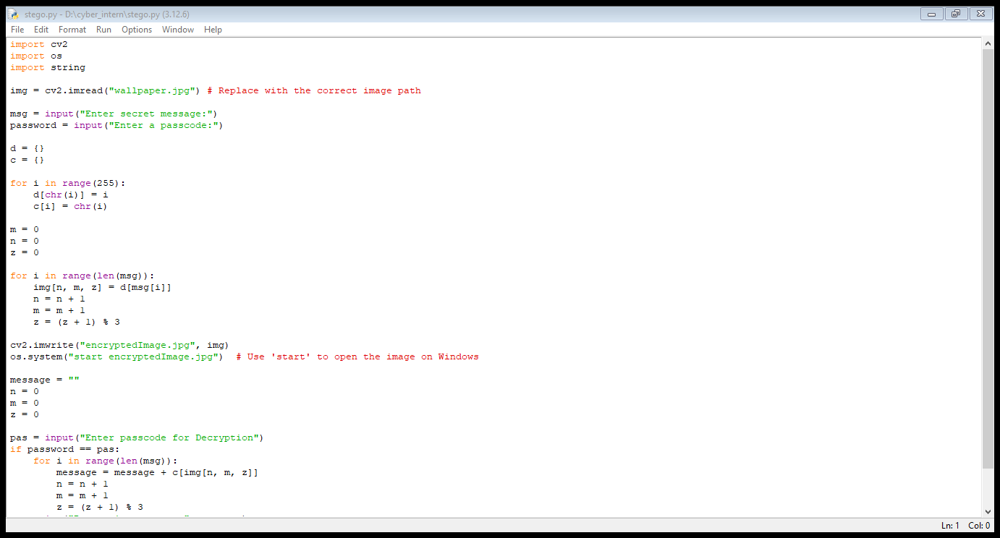 stego.py - D:\cyber_intern\stego.py (3.12.6)
File Edit Format Run Options Window Help
import cv2
import os
import string

img = cv2.imread("wallpaper.jpg") # Replace with the correct image path

msg = input("Enter secret message:")
password = input("Enter a passcode:")

d = {}
c = {}

for i in range(255):
    d[chr(i)] = i
    c[i] = chr(i)

m = 0
n = 0
z = 0

for i in range(len(msg)):
    img[n, m, z] = d[msg[i]]
    n = n + 1
    m = m + 1
    z = (z + 1) % 3

cv2.imwrite("encryptedImage.jpg", img)
os.system("start encryptedImage.jpg")  # Use 'start' to open the image on Windows

message = ""
n = 0
m = 0
z = 0

pas = input("Enter passcode for Decryption")
if password == pas:
    for i in range(len(msg)):
        message = message + c[img[n, m, z]]
        n = n + 1
        m = m + 1
        z = (z + 1) % 3
Ln: 1 Col: 0